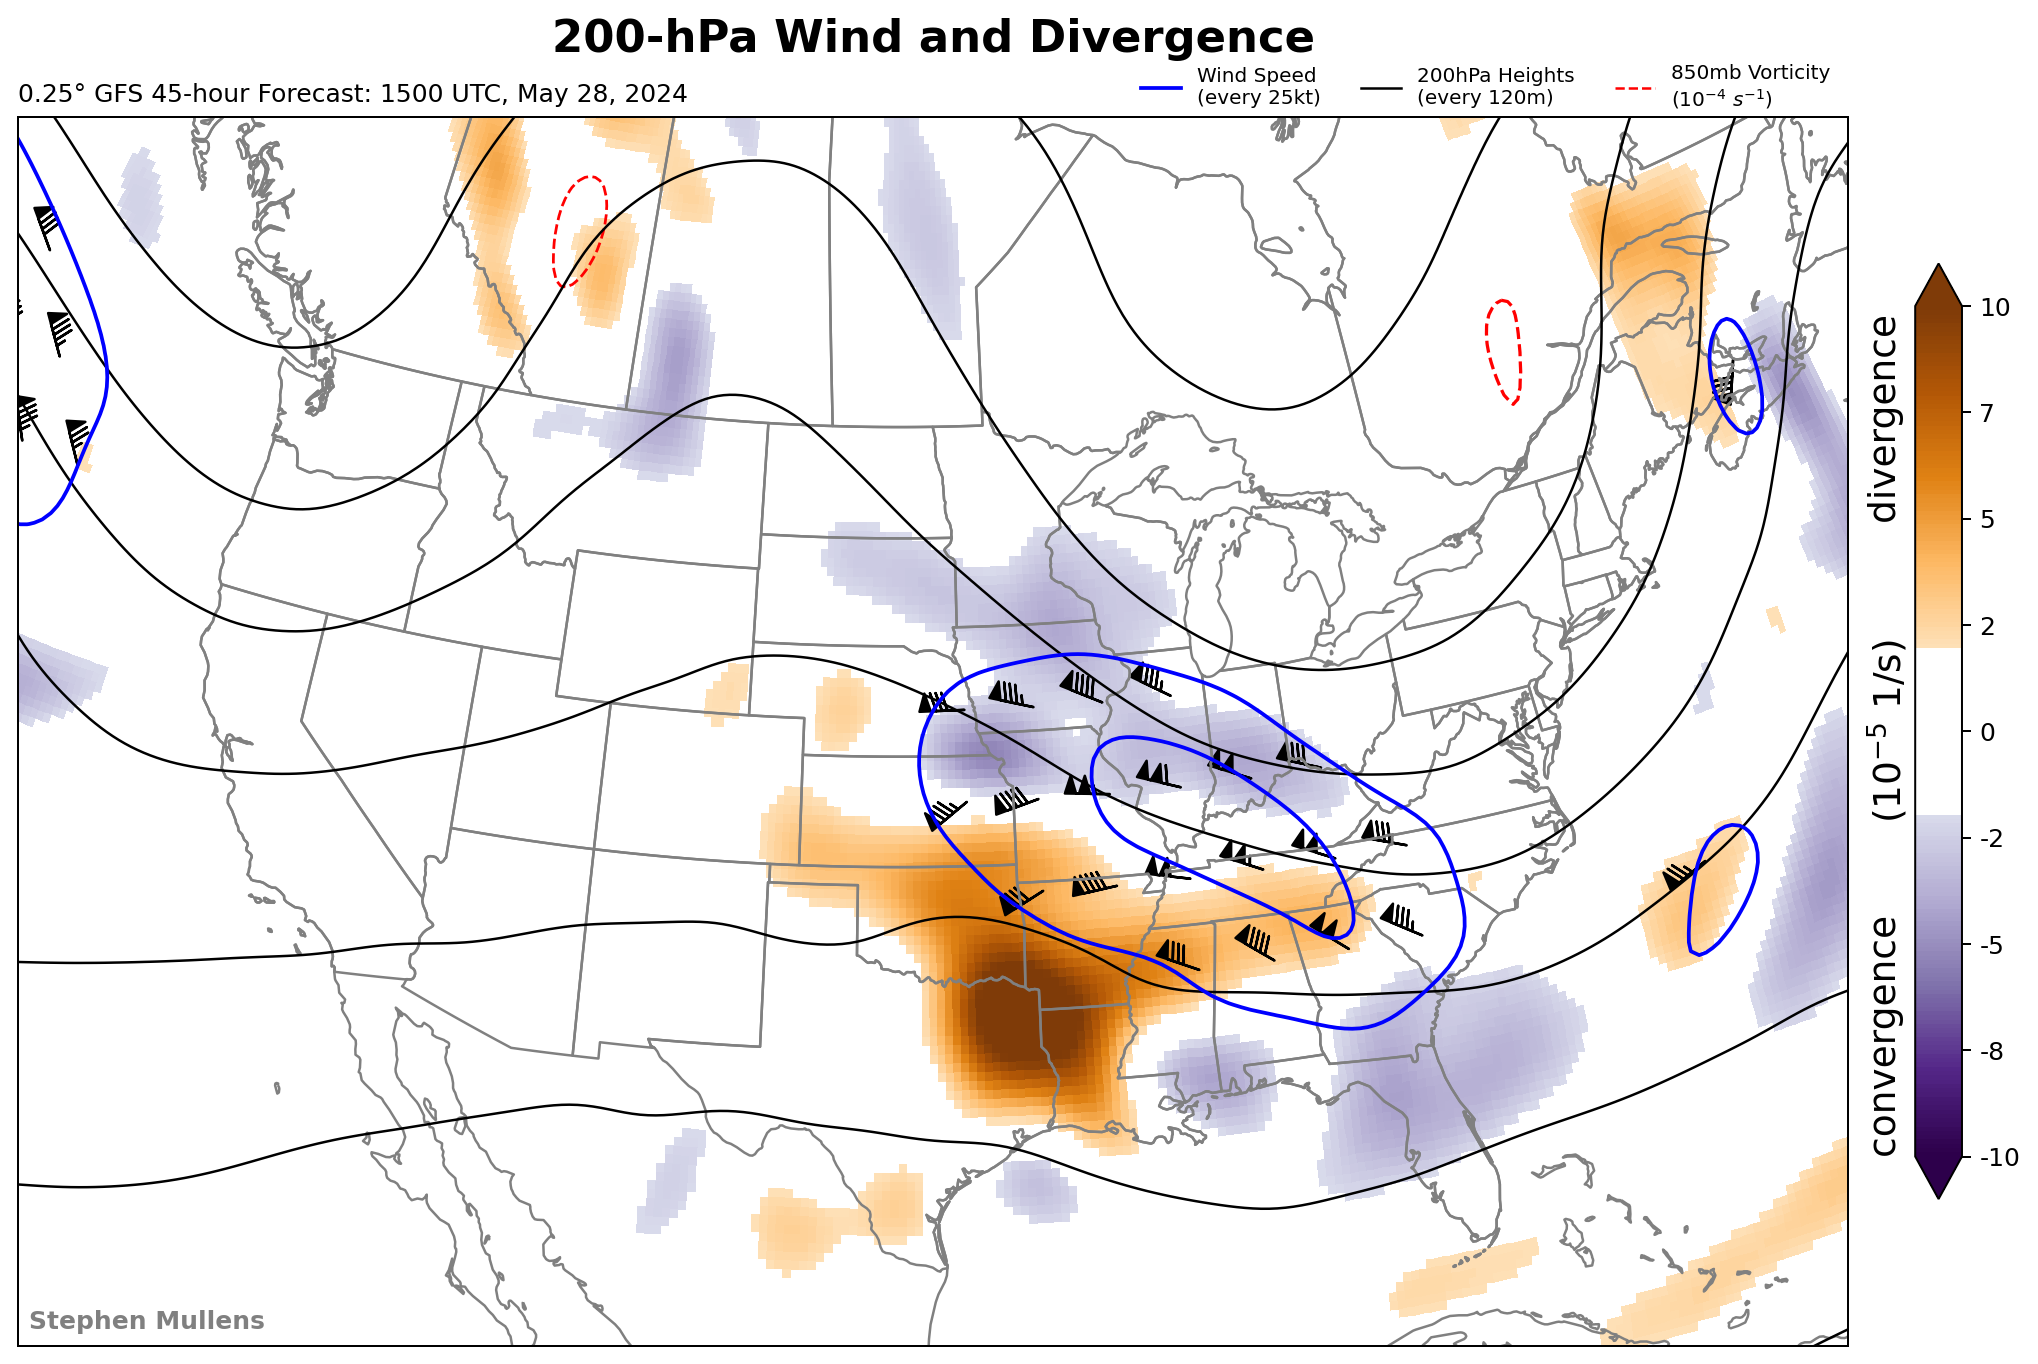 200-hPa Wind and Divergence
0.25° GFS 45-hour Forecast: 1500 UTC, May 28, 2024
Wind Speed
(every 25kt)
200hPa Heights
(every 120m)
850mb Vorticity
(10⁻⁴ s⁻¹)
10
7
5
2
0
-2
-5
-8
-10
convergence (10⁻⁵ 1/s) divergence
Stephen Mullens